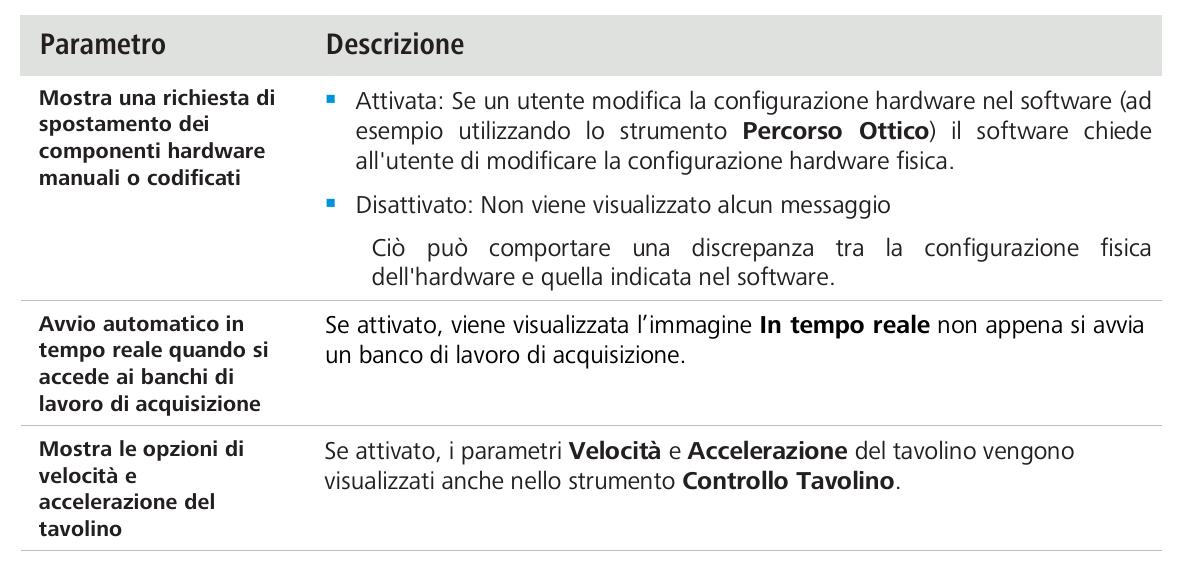 Parametro
Descrizione
Mostra una richiesta di
spostamento dei
componenti hardware
manuali o codificati
Attivata: Se un utente modifica la configurazione hardware nel software (ad
esempio utilizzando lo strumento Percorso Ottico) il software chiede
all'utente di modificare la configurazione hardware fisica.
Disattivato: Non viene visualizzato alcun messaggio
Ciò può comportare una discrepanza tra la configurazione fisica
dell'hardware e quella indicata nel software.
Avvio automatico in
tempo reale quando si
accede ai banchi di
lavoro di acquisizione
Se attivato, viene visualizzata l’immagine In tempo reale non appena si avvia
un banco di lavoro di acquisizione.
Mostra le opzioni di
velocità e
accelerazione del
tavolino
Se attivato, i parametri Velocità e Accelerazione del tavolino vengono
visualizzati anche nello strumento Controllo Tavolino.